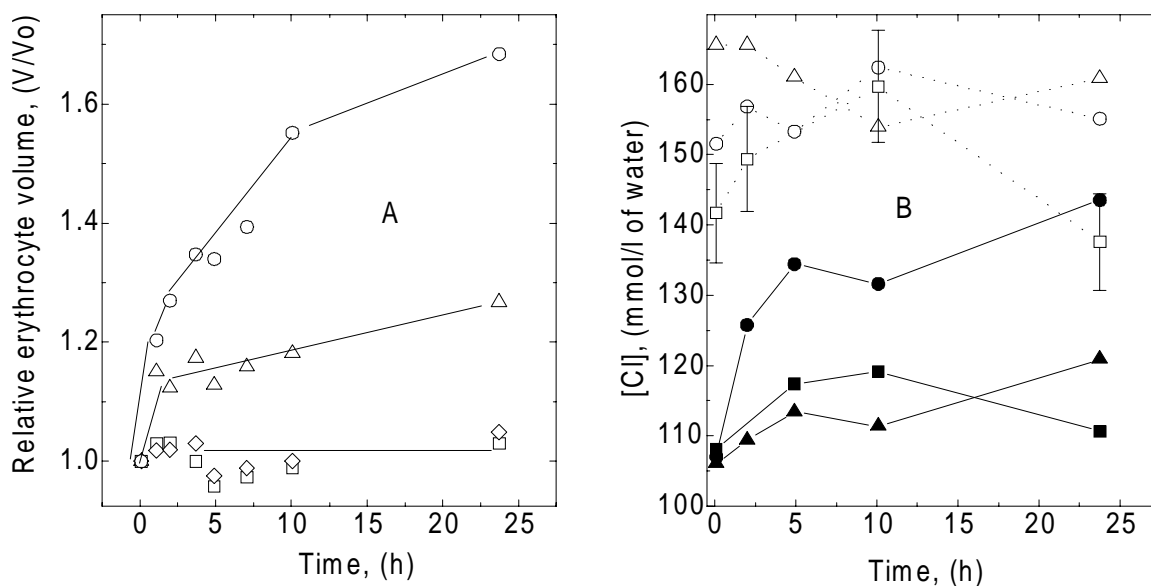 Relative erythrocyte volume, (V/Vo)
1.6
1.4
1.2
1.0
A
0 5 10 15 20 25
Time, (h)
[Cl], (mmol/l of water)
160
150
140
130
120
110
100
B
0 5 10 15 20 25
Time, (h)